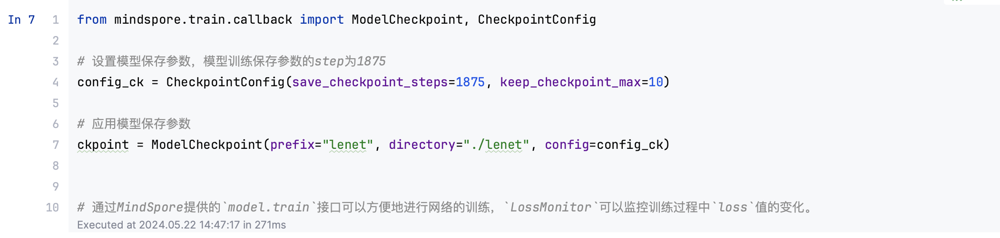 In 7
1 from mindspore.train.callback import ModelCheckpoint, CheckpointConfig
2
3 # 设置模型保存参数，模型训练保存参数的step为1875
4 config_ck = CheckpointConfig(save_checkpoint_steps=1875, keep_checkpoint_max=10)
5
6 # 应用模型保存参数
7 ckpoint = ModelCheckpoint(prefix="lenet", directory="./lenet", config=config_ck)
8
9
10 # 通过MindSpore提供的`model.train`接口可以方便地进行网络的训练，`LossMonitor`可以监控训练过程中`loss`值的变化。
Executed at 2024.05.22 14:47:17 in 271ms